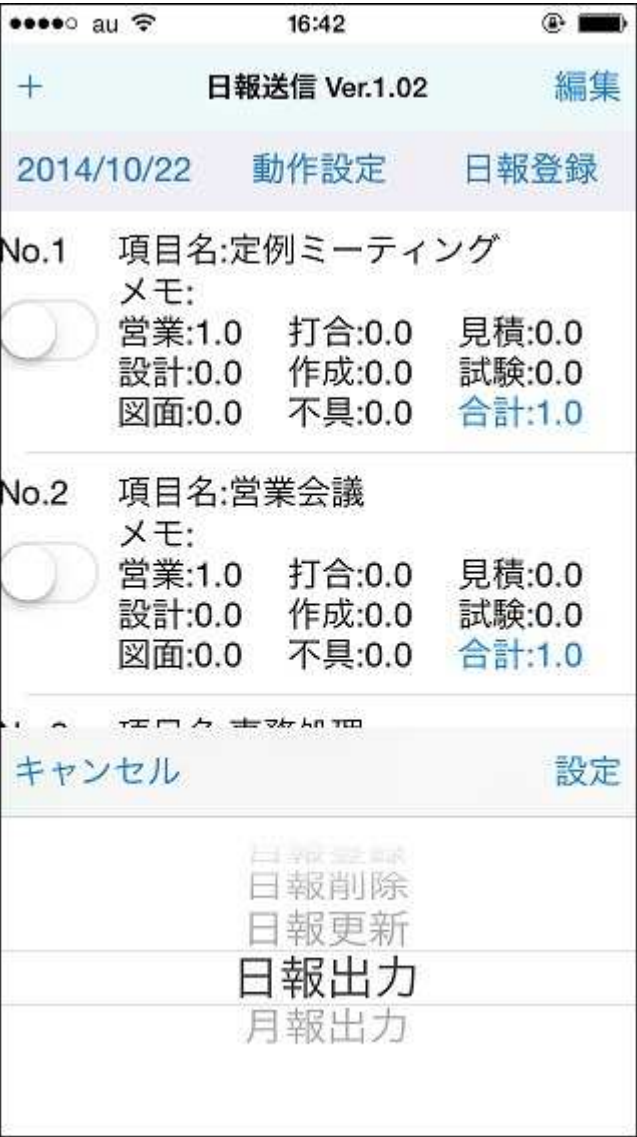 au 16:42
+ 日報送信 Ver.1.02 編集
2014/10/22 動作設定 日報登録
No.1 項目名:定例ミーティング
メモ:
営業:1.0 打合:0.0 見積:0.0
設計:0.0 作成:0.0 試験:0.0
図面:0.0 不具:0.0 合計:1.0
No.2 項目名:営業会議
メモ:
営業:1.0 打合:0.0 見積:0.0
設計:0.0 作成:0.0 試験:0.0
図面:0.0 不具:0.0 合計:1.0
キャンセル 設定
日報登録
日報削除
日報更新
日報出力
月報出力